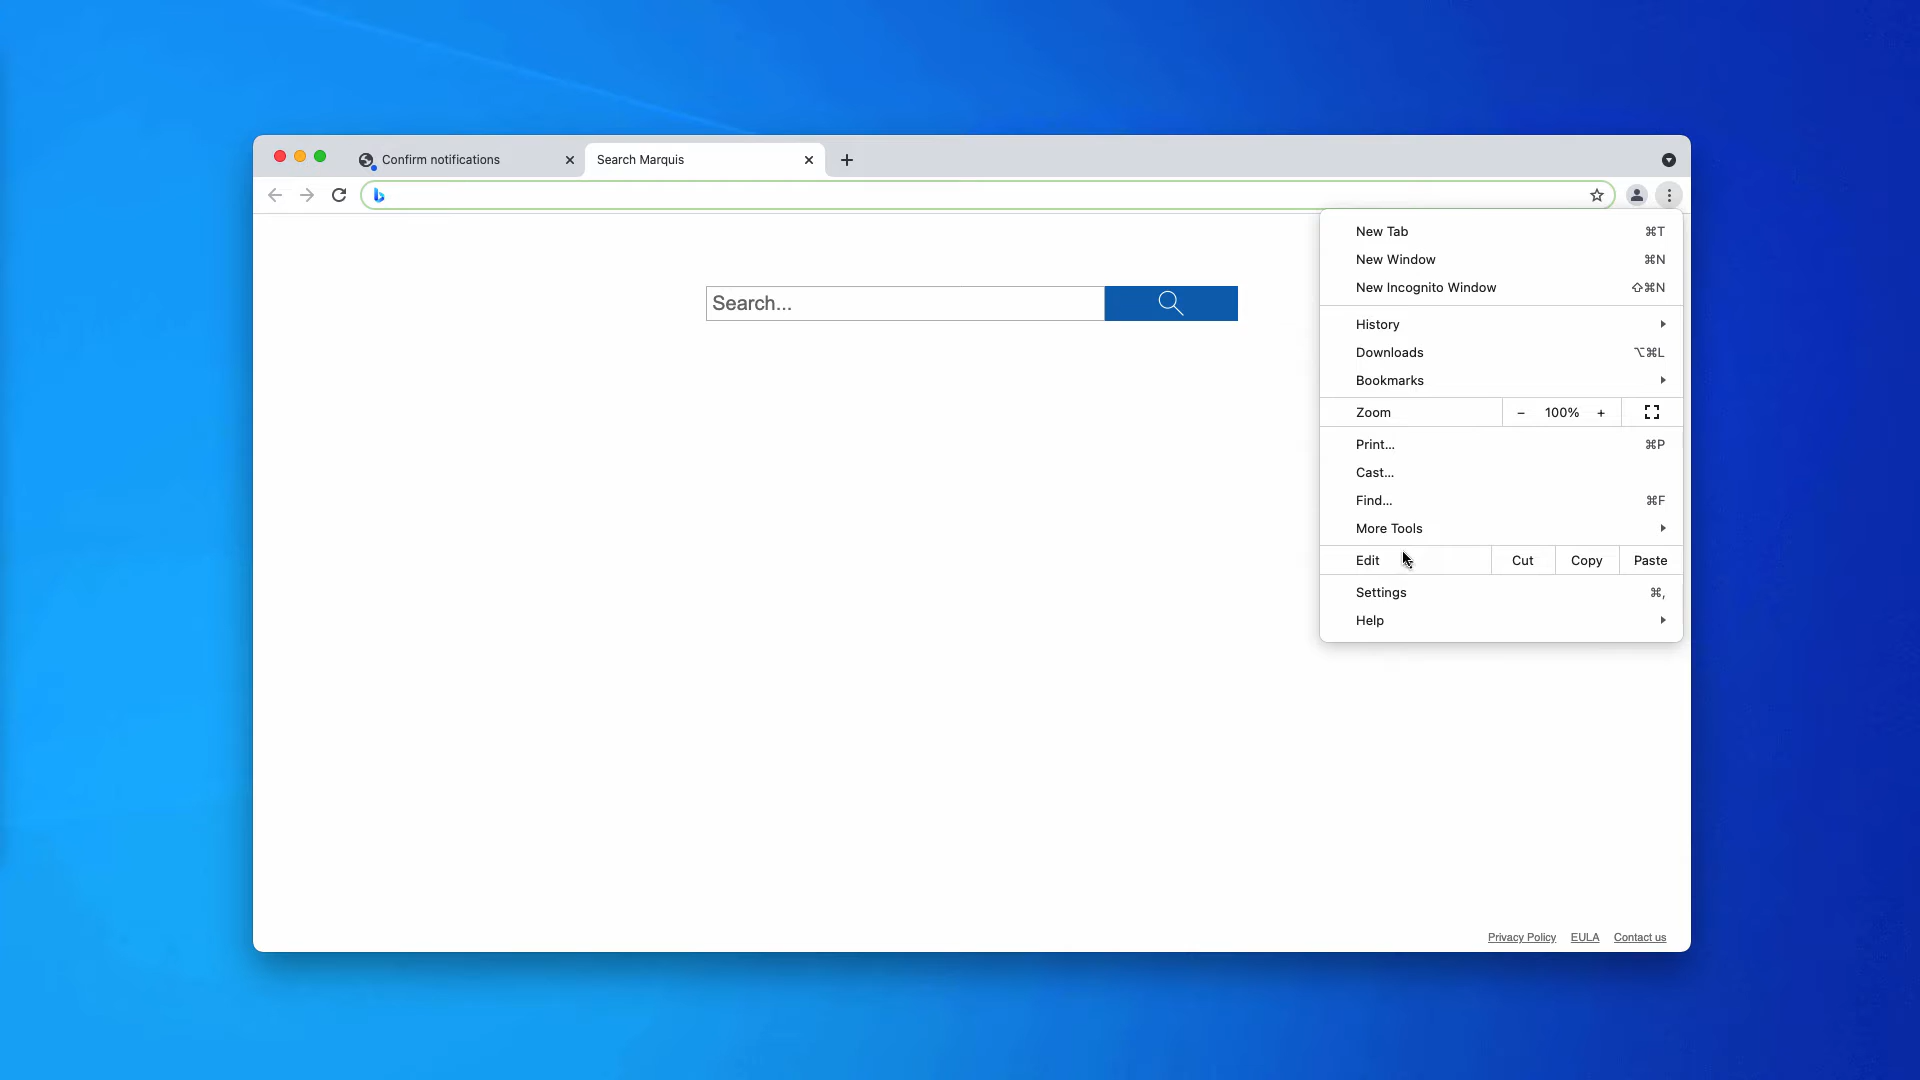 Confirm notifications
Search Marquis
Search...
New Tab ⌘T
New Window ⌘N
New Incognito Window ⇧⌘N
History
Downloads ⌥⌘L
Bookmarks
Zoom − 100% +
Print... ⌘P
Cast...
Find... ⌘F
More Tools
Edit Cut Copy Paste
Settings ⌘,
Help
Privacy Policy EULA Contact us